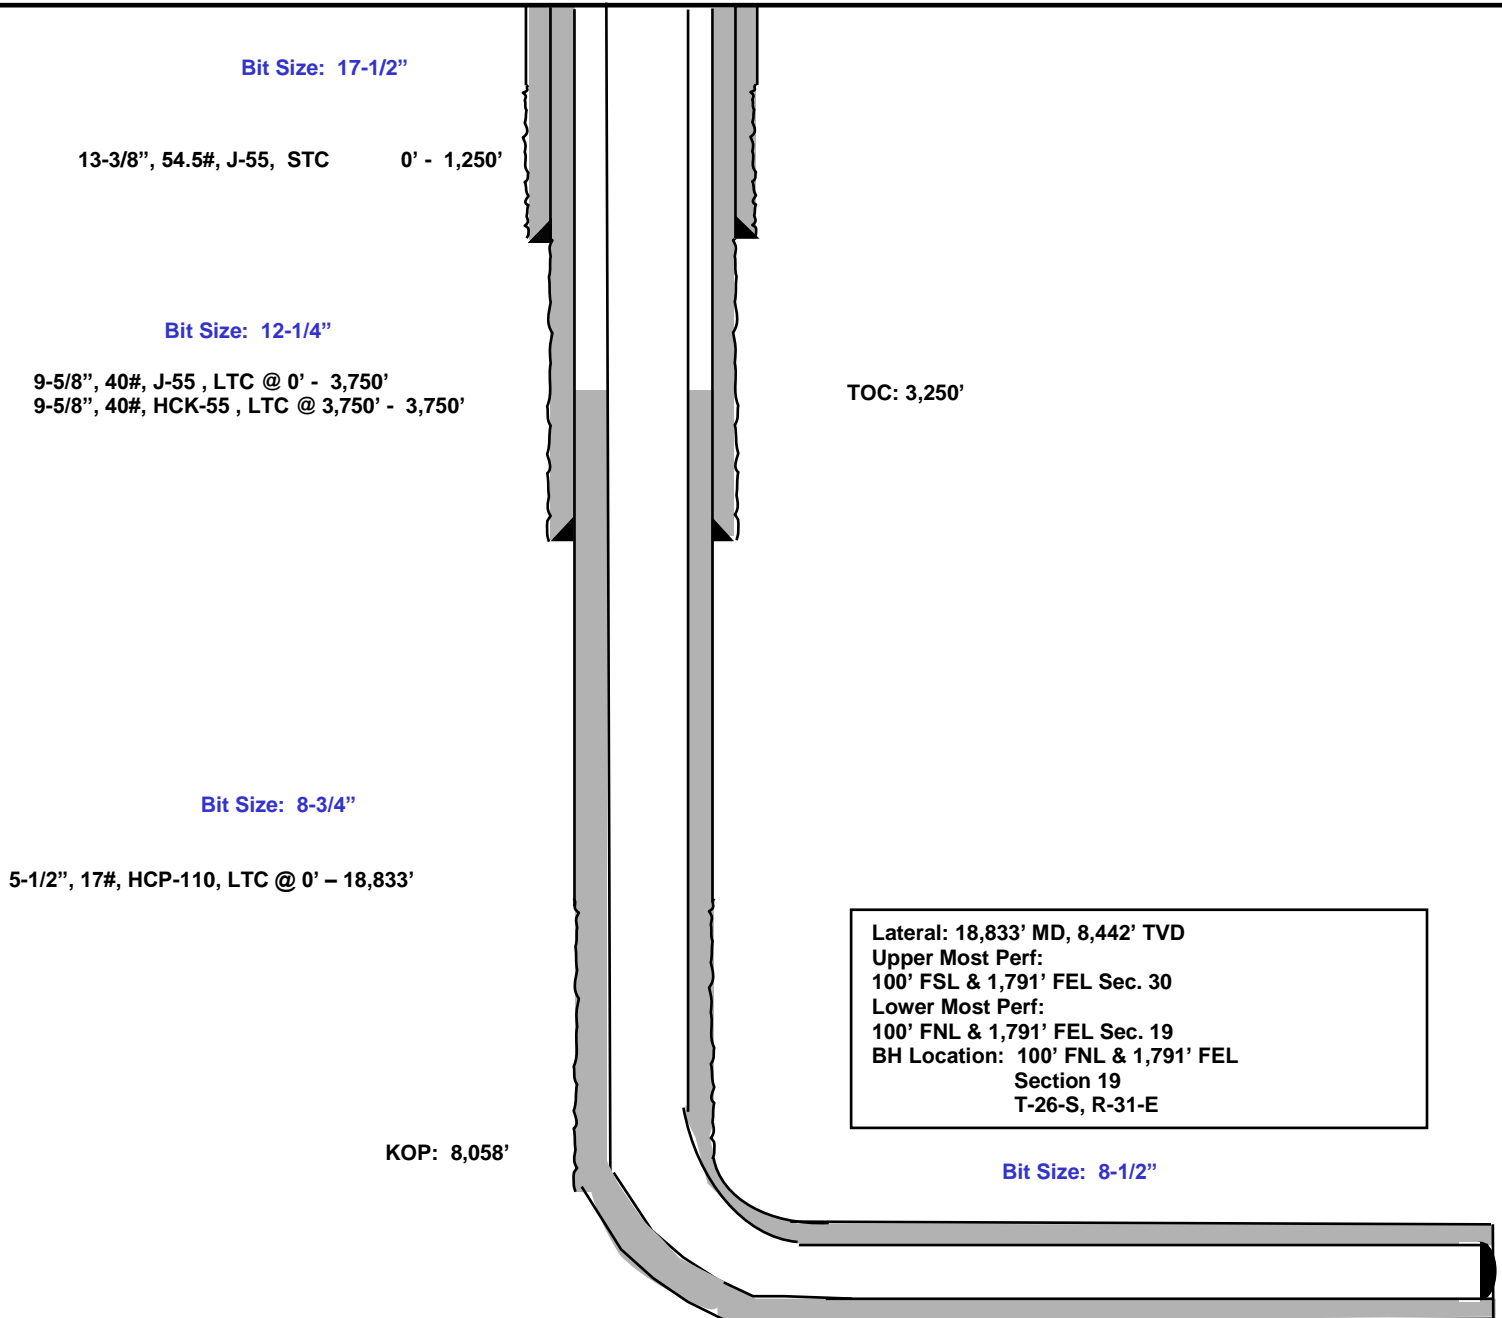 Bit Size: 17-1/2”
13-3/8”, 54.5#, J-55, STC 0’ - 1,250’
Bit Size: 12-1/4”
9-5/8”, 40#, J-55 , LTC @ 0’ - 3,750’
9-5/8”, 40#, HCK-55 , LTC @ 3,750’ - 3,750’
TOC: 3,250’
Bit Size: 8-3/4”
5-1/2”, 17#, HCP-110, LTC @ 0’ – 18,833’
Lateral: 18,833’ MD, 8,442’ TVD
Upper Most Perf:
100’ FSL & 1,791’ FEL Sec. 30
Lower Most Perf:
100’ FNL & 1,791’ FEL Sec. 19
BH Location: 100’ FNL & 1,791’ FEL
Section 19
T-26-S, R-31-E
KOP: 8,058’
Bit Size: 8-1/2”